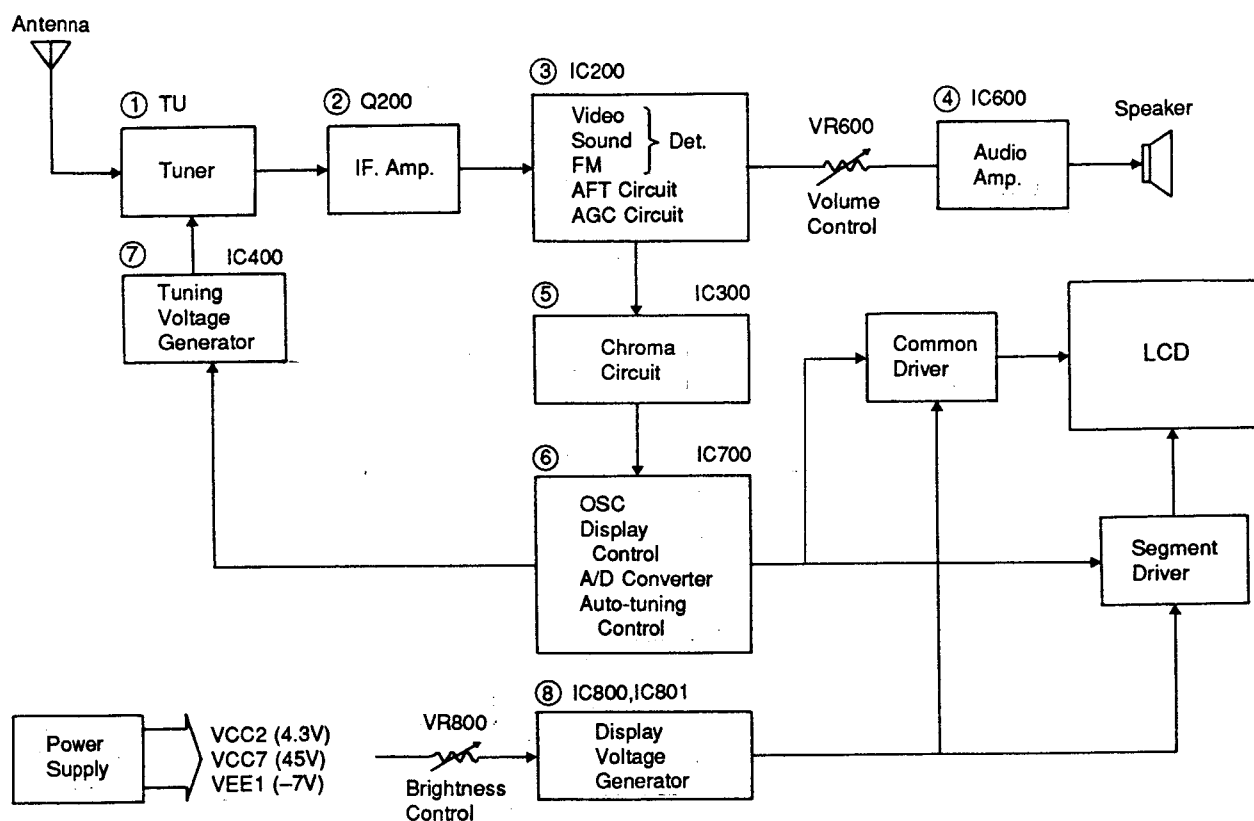 Antenna
① TU
Tuner
② Q200
IF. Amp.
③ IC200
Video
Sound
FM
Det.
AFT Circuit
AGC Circuit
VR600
Volume
Control
④ IC600
Audio
Amp.
Speaker
⑦ IC400
Tuning
Voltage
Generator
⑤ IC300
Chroma
Circuit
Common
Driver
LCD
⑥ IC700
OSC
Display
Control
A/D Converter
Auto-tuning
Control
Segment
Driver
Power
Supply
VCC2 (4.3V)
VCC7 (45V)
VEE1 (–7V)
VR800
Brightness
Control
⑧ IC800,IC801
Display
Voltage
Generator